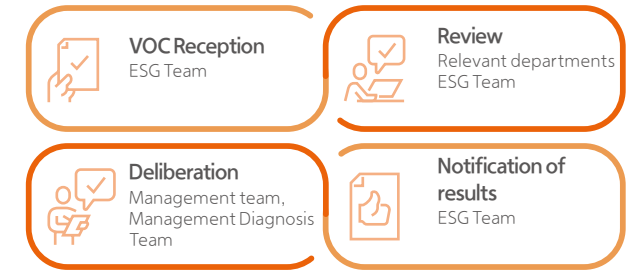 VOC Reception
ESG Team
Review
Relevant departments
ESG Team
Deliberation
Management team,
Management Diagnosis
Team
Notification of
results
ESG Team